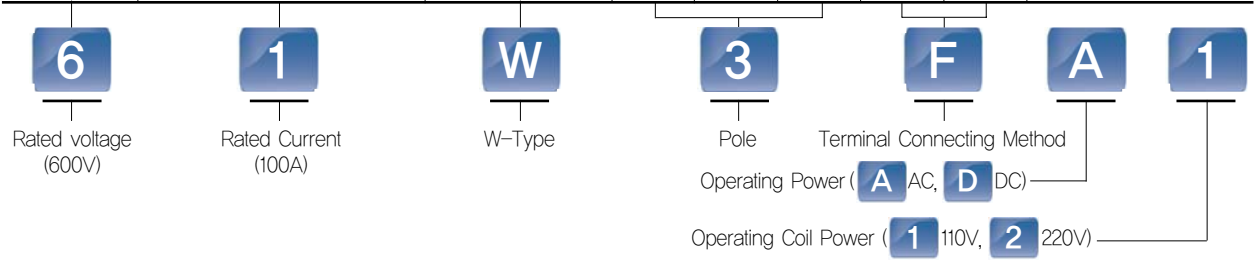 6 1 W 3 F A 1
Rated voltage Rated Current W-Type Pole Terminal Connecting Method
(600V) (100A)
Operating Power ( A AC, D DC)
Operating Coil Power ( 1 110V, 2 220V)